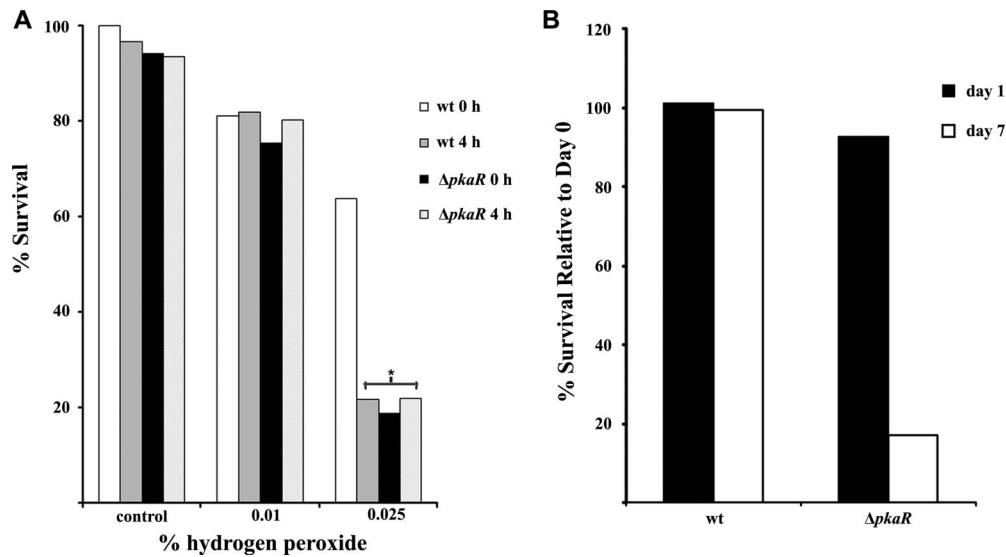 A
% Survival
100
80
60
40
20
wt 0 h
wt 4 h
ΔpkaR 0 h
ΔpkaR 4 h
*
control
0.01
0.025
% hydrogen peroxide
B
% Survival Relative to Day 0
120
100
80
60
40
20
0
day 1
day 7
wt
ΔpkaR